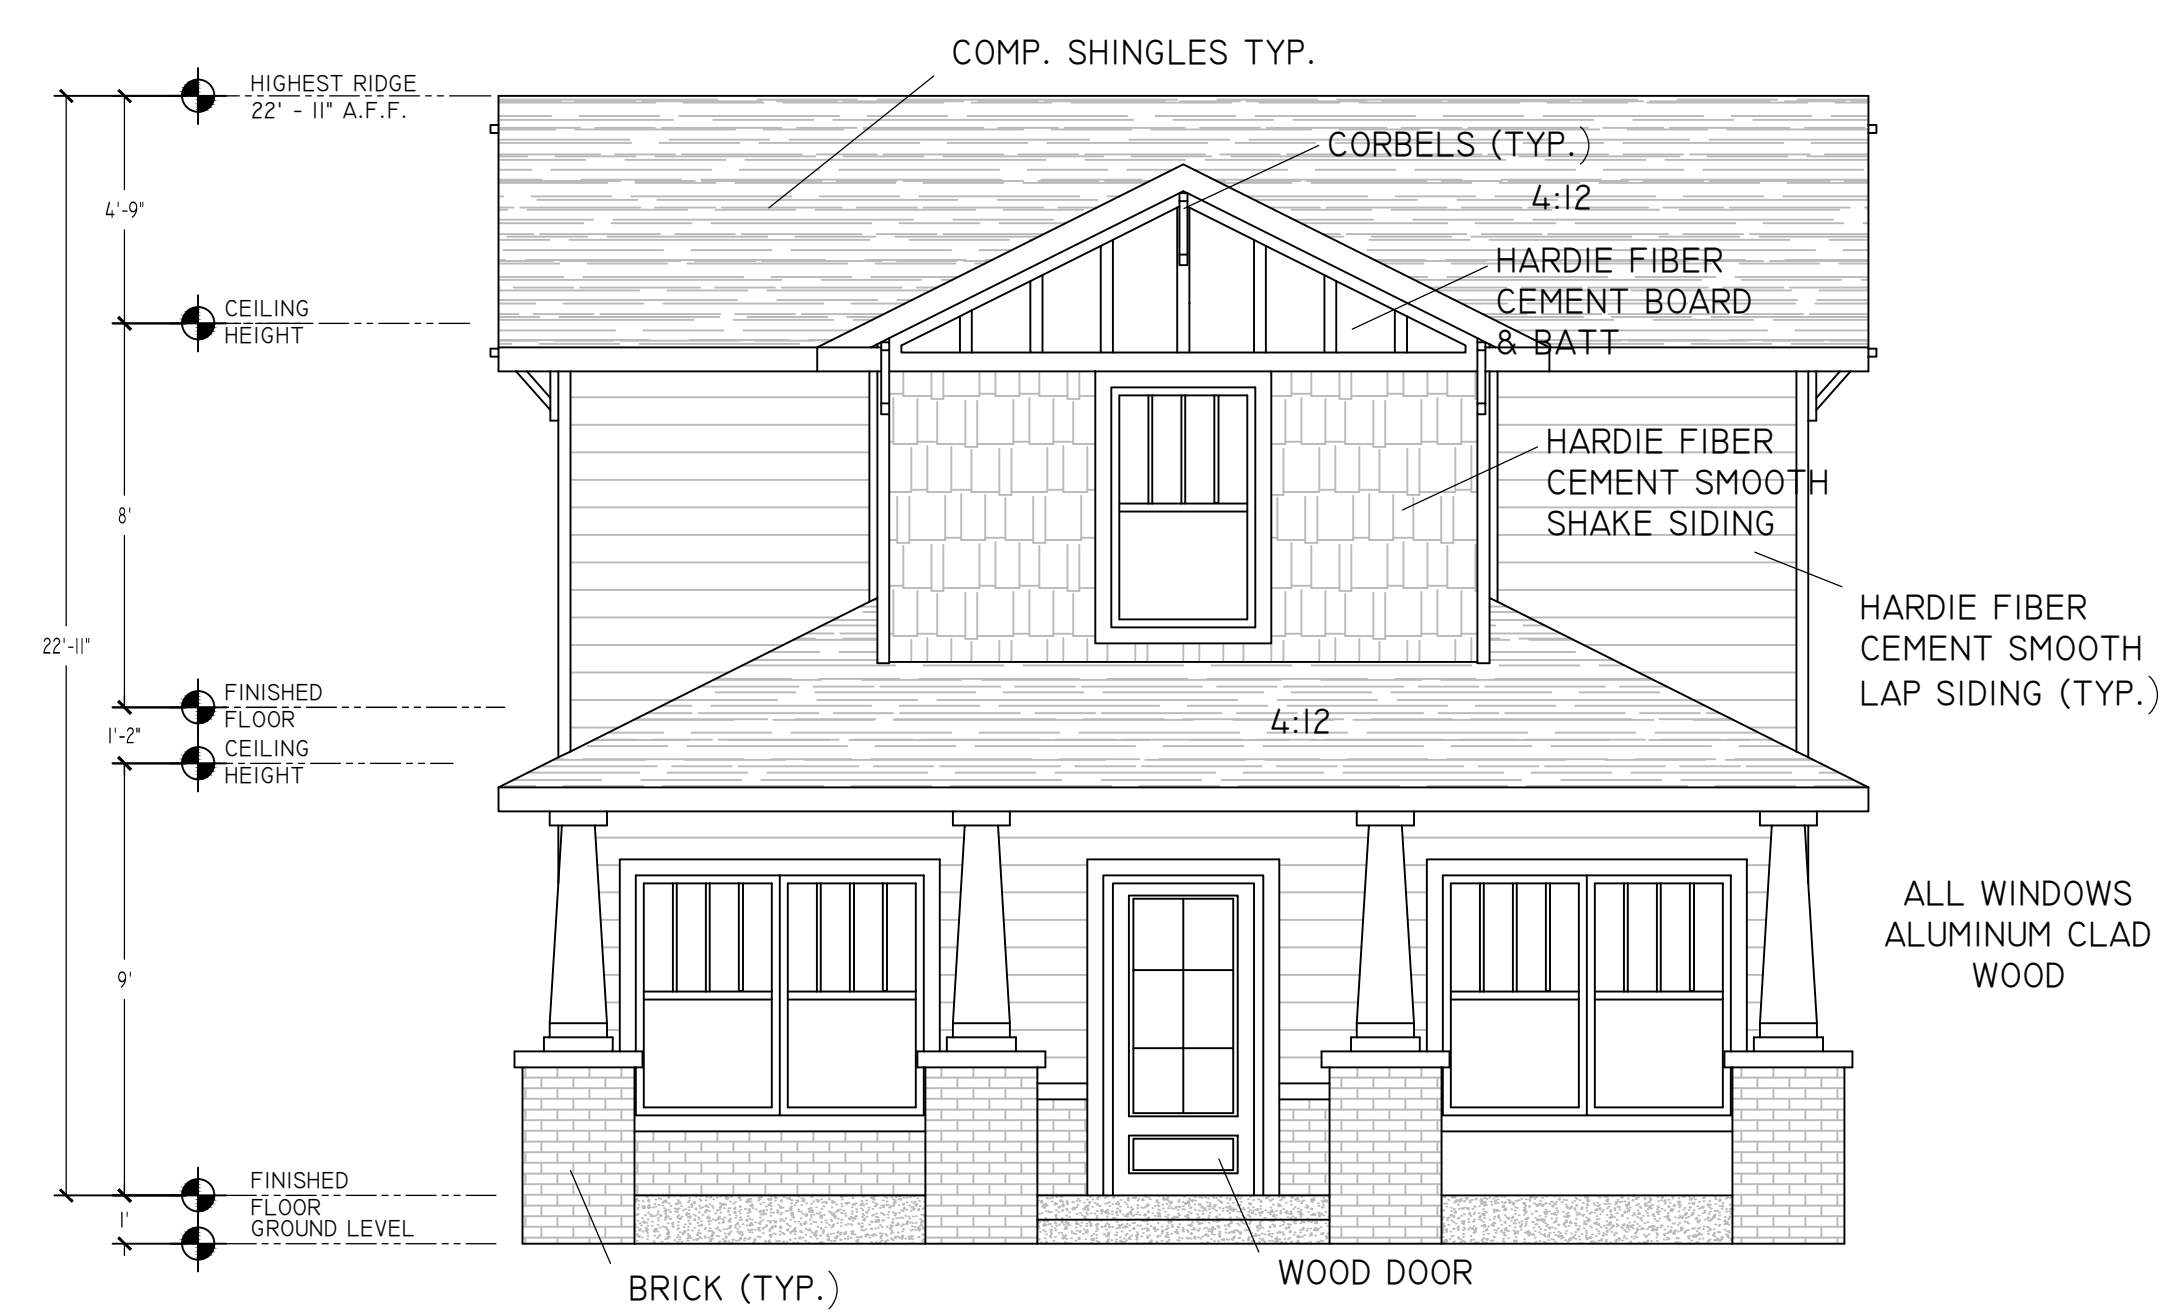 COMP. SHINGLES TYP.
HIGHEST RIDGE
22' - 11" A.F.F.
CORBELS (TYP.)
4:12
4'-9"
HARDIE FIBER
CEMENT BOARD
& BATT
CEILING
HEIGHT
HARDIE FIBER
CEMENT SMOOTH
SHAKE SIDING
8'
HARDIE FIBER
CEMENT SMOOTH
LAP SIDING (TYP.)
22'-11"
FINISHED
FLOOR
4:12
1'-2"
CEILING
HEIGHT
ALL WINDOWS
ALUMINUM CLAD
WOOD
9'
FINISHED
FLOOR
1'
GROUND LEVEL
WOOD DOOR
BRICK (TYP.)